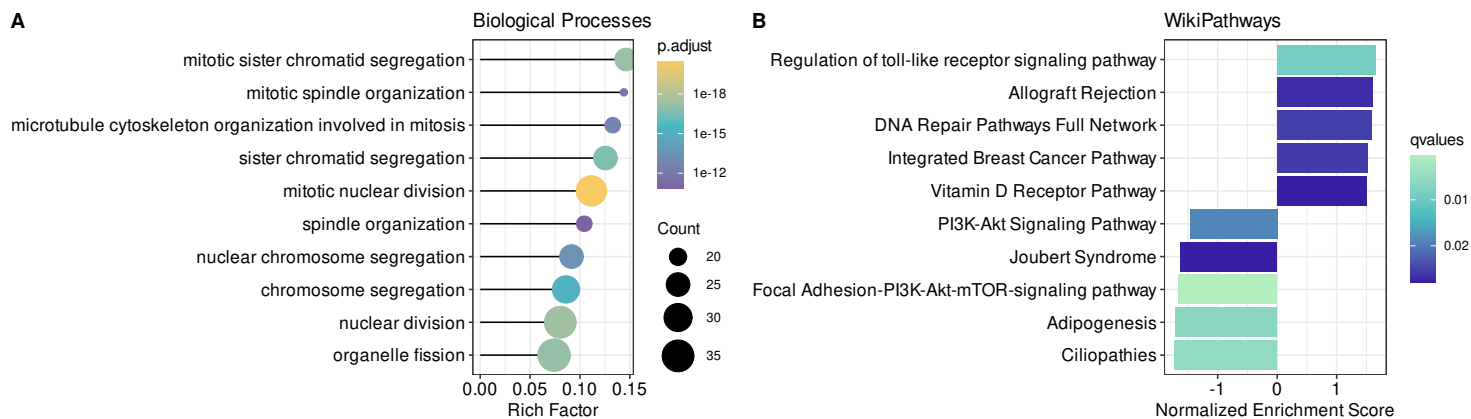 A
Biological Processes
mitotic sister chromatid segregation
mitotic spindle organization
microtubule cytoskeleton organization involved in mitosis
sister chromatid segregation
mitotic nuclear division
spindle organization
nuclear chromosome segregation
chromosome segregation
nuclear division
organelle fission
0.00 0.05 0.10 0.15
Rich Factor
p.adjust
1e-18
1e-15
1e-12
Count
20
25
30
35
B
WikiPathways
Regulation of toll-like receptor signaling pathway
Allograft Rejection
DNA Repair Pathways Full Network
Integrated Breast Cancer Pathway
Vitamin D Receptor Pathway
PI3K-Akt Signaling Pathway
Joubert Syndrome
Focal Adhesion-PI3K-Akt-mTOR-signaling pathway
Adipogenesis
Ciliopathies
-1 0 1
Normalized Enrichment Score
qvalues
0.01
0.02